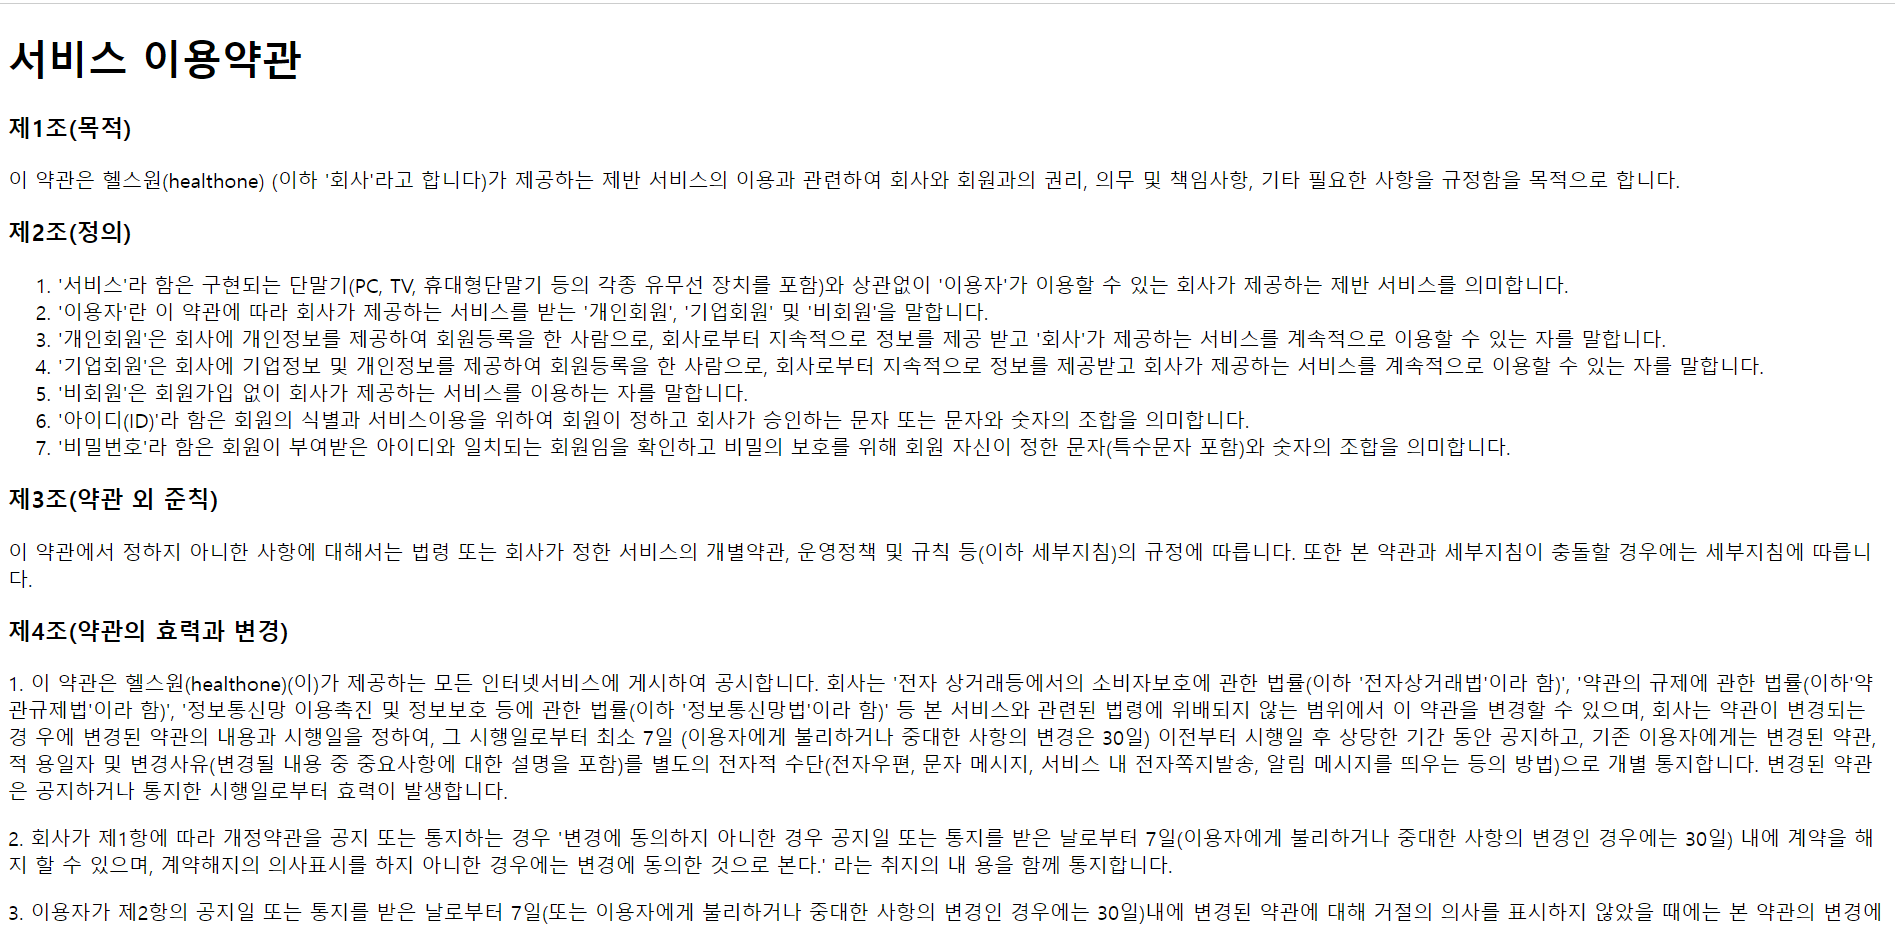 서비스 이용약관
제1조(목적)
이 약관은 헬스원(healthone) (이하 '회사'라고 합니다)가 제공하는 제반 서비스의 이용과 관련하여 회사와 회원과의 권리, 의무 및 책임사항, 기타 필요한 사항을 규정함을 목적으로 합니다.
제2조(정의)
1. '서비스'라 함은 구현되는 단말기(PC, TV, 휴대형단말기 등의 각종 유무선 장치를 포함)와 상관없이 '이용자'가 이용할 수 있는 회사가 제공하는 제반 서비스를 의미합니다.
2. '이용자'란 이 약관에 따라 회사가 제공하는 서비스를 받는 '개인회원', '기업회원' 및 '비회원'을 말합니다.
3. '개인회원'은 회사에 개인정보를 제공하여 회원등록을 한 사람으로, 회사로부터 지속적으로 정보를 제공 받고 '회사'가 제공하는 서비스를 계속적으로 이용할 수 있는 자를 말합니다.
4. '기업회원'은 회사에 기업정보 및 개인정보를 제공하여 회원등록을 한 사람으로, 회사로부터 지속적으로 정보를 제공받고 회사가 제공하는 서비스를 계속적으로 이용할 수 있는 자를 말합니다.
5. '비회원'은 회원가입 없이 회사가 제공하는 서비스를 이용하는 자를 말합니다.
6. '아이디(ID)'라 함은 회원의 식별과 서비스이용을 위하여 회원이 정하고 회사가 승인하는 문자 또는 문자와 숫자의 조합을 의미합니다.
7. '비밀번호'라 함은 회원이 부여받은 아이디와 일치되는 회원임을 확인하고 비밀의 보호를 위해 회원 자신이 정한 문자(특수문자 포함)와 숫자의 조합을 의미합니다.
제3조(약관 외 준칙)
이 약관에서 정하지 아니한 사항에 대해서는 법령 또는 회사가 정한 서비스의 개별약관, 운영정책 및 규칙 등(이하 세부지침)의 규정에 따릅니다. 또한 본 약관과 세부지침이 충돌할 경우에는 세부지침에 따릅니
다.
제4조(약관의 효력과 변경)
1. 이 약관은 헬스원(healthone)(이)가 제공하는 모든 인터넷서비스에 게시하여 공시합니다. 회사는 '전자 상거래등에서의 소비자보호에 관한 법률(이하 '전자상거래법'이라 함)', '약관의 규제에 관한 법률(이하'약
관규제법'이라 함)', '정보통신망 이용촉진 및 정보보호 등에 관한 법률(이하 '정보통신망법'이라 함)' 등 본 서비스와 관련된 법령에 위배되지 않는 범위에서 이 약관을 변경할 수 있으며, 회사는 약관이 변경되는
경 우에 변경된 약관의 내용과 시행일을 정하여, 그 시행일로부터 최소 7일 (이용자에게 불리하거나 중대한 사항의 변경은 30일) 이전부터 시행일 후 상당한 기간 동안 공지하고, 기존 이용자에게는 변경된 약관,
적 용일자 및 변경사유(변경될 내용 중 중요사항에 대한 설명을 포함)를 별도의 전자적 수단(전자우편, 문자 메시지, 서비스 내 전자쪽지발송, 알림 메시지를 띄우는 등의 방법)으로 개별 통지합니다. 변경된 약관
은 공지하거나 통지한 시행일로부터 효력이 발생합니다.
2. 회사가 제1항에 따라 개정약관을 공지 또는 통지하는 경우 '변경에 동의하지 아니한 경우 공지일 또는 통지를 받은 날로부터 7일(이용자에게 불리하거나 중대한 사항의 변경인 경우에는 30일) 내에 계약을 해
지 할 수 있으며, 계약해지의 의사표시를 하지 아니한 경우에는 변경에 동의한 것으로 본다.' 라는 취지의 내 용을 함께 통지합니다.
3. 이용자가 제2항의 공지일 또는 통지를 받은 날로부터 7일(또는 이용자에게 불리하거나 중대한 사항의 변경인 경우에는 30일)내에 변경된 약관에 대해 거절의 의사를 표시하지 않았을 때에는 본 약관의 변경에